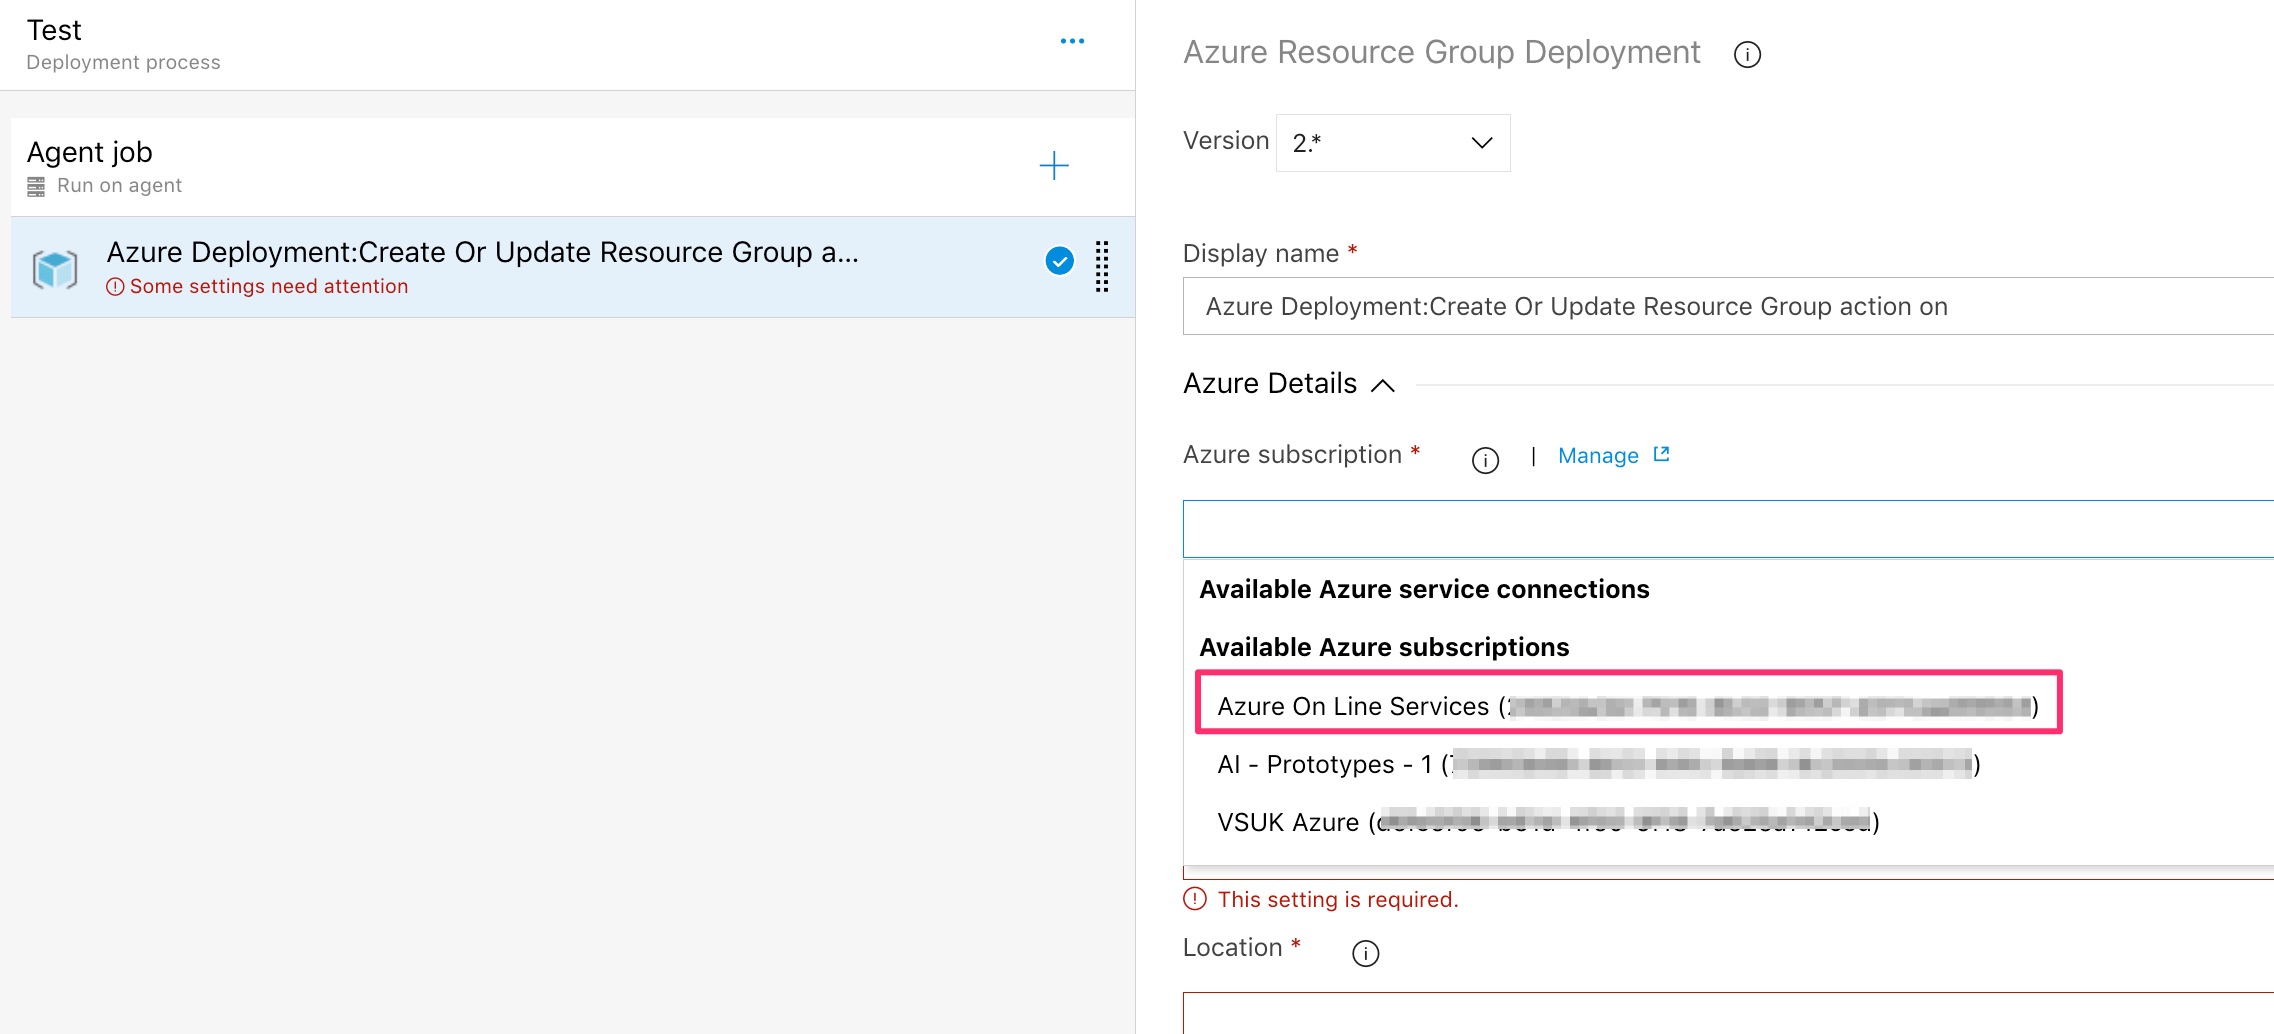 Test
Deployment process
Agent job
Run on agent
Azure Deployment:Create Or Update Resource Group a...
Some settings need attention
Azure Resource Group Deployment
Version 2.*
Display name *
Azure Deployment:Create Or Update Resource Group action on
Azure Details
Azure subscription * | Manage
Available Azure service connections
Available Azure subscriptions
Azure On Line Services (
AI - Prototypes - 1 (
VSUK Azure (
This setting is required.
Location *